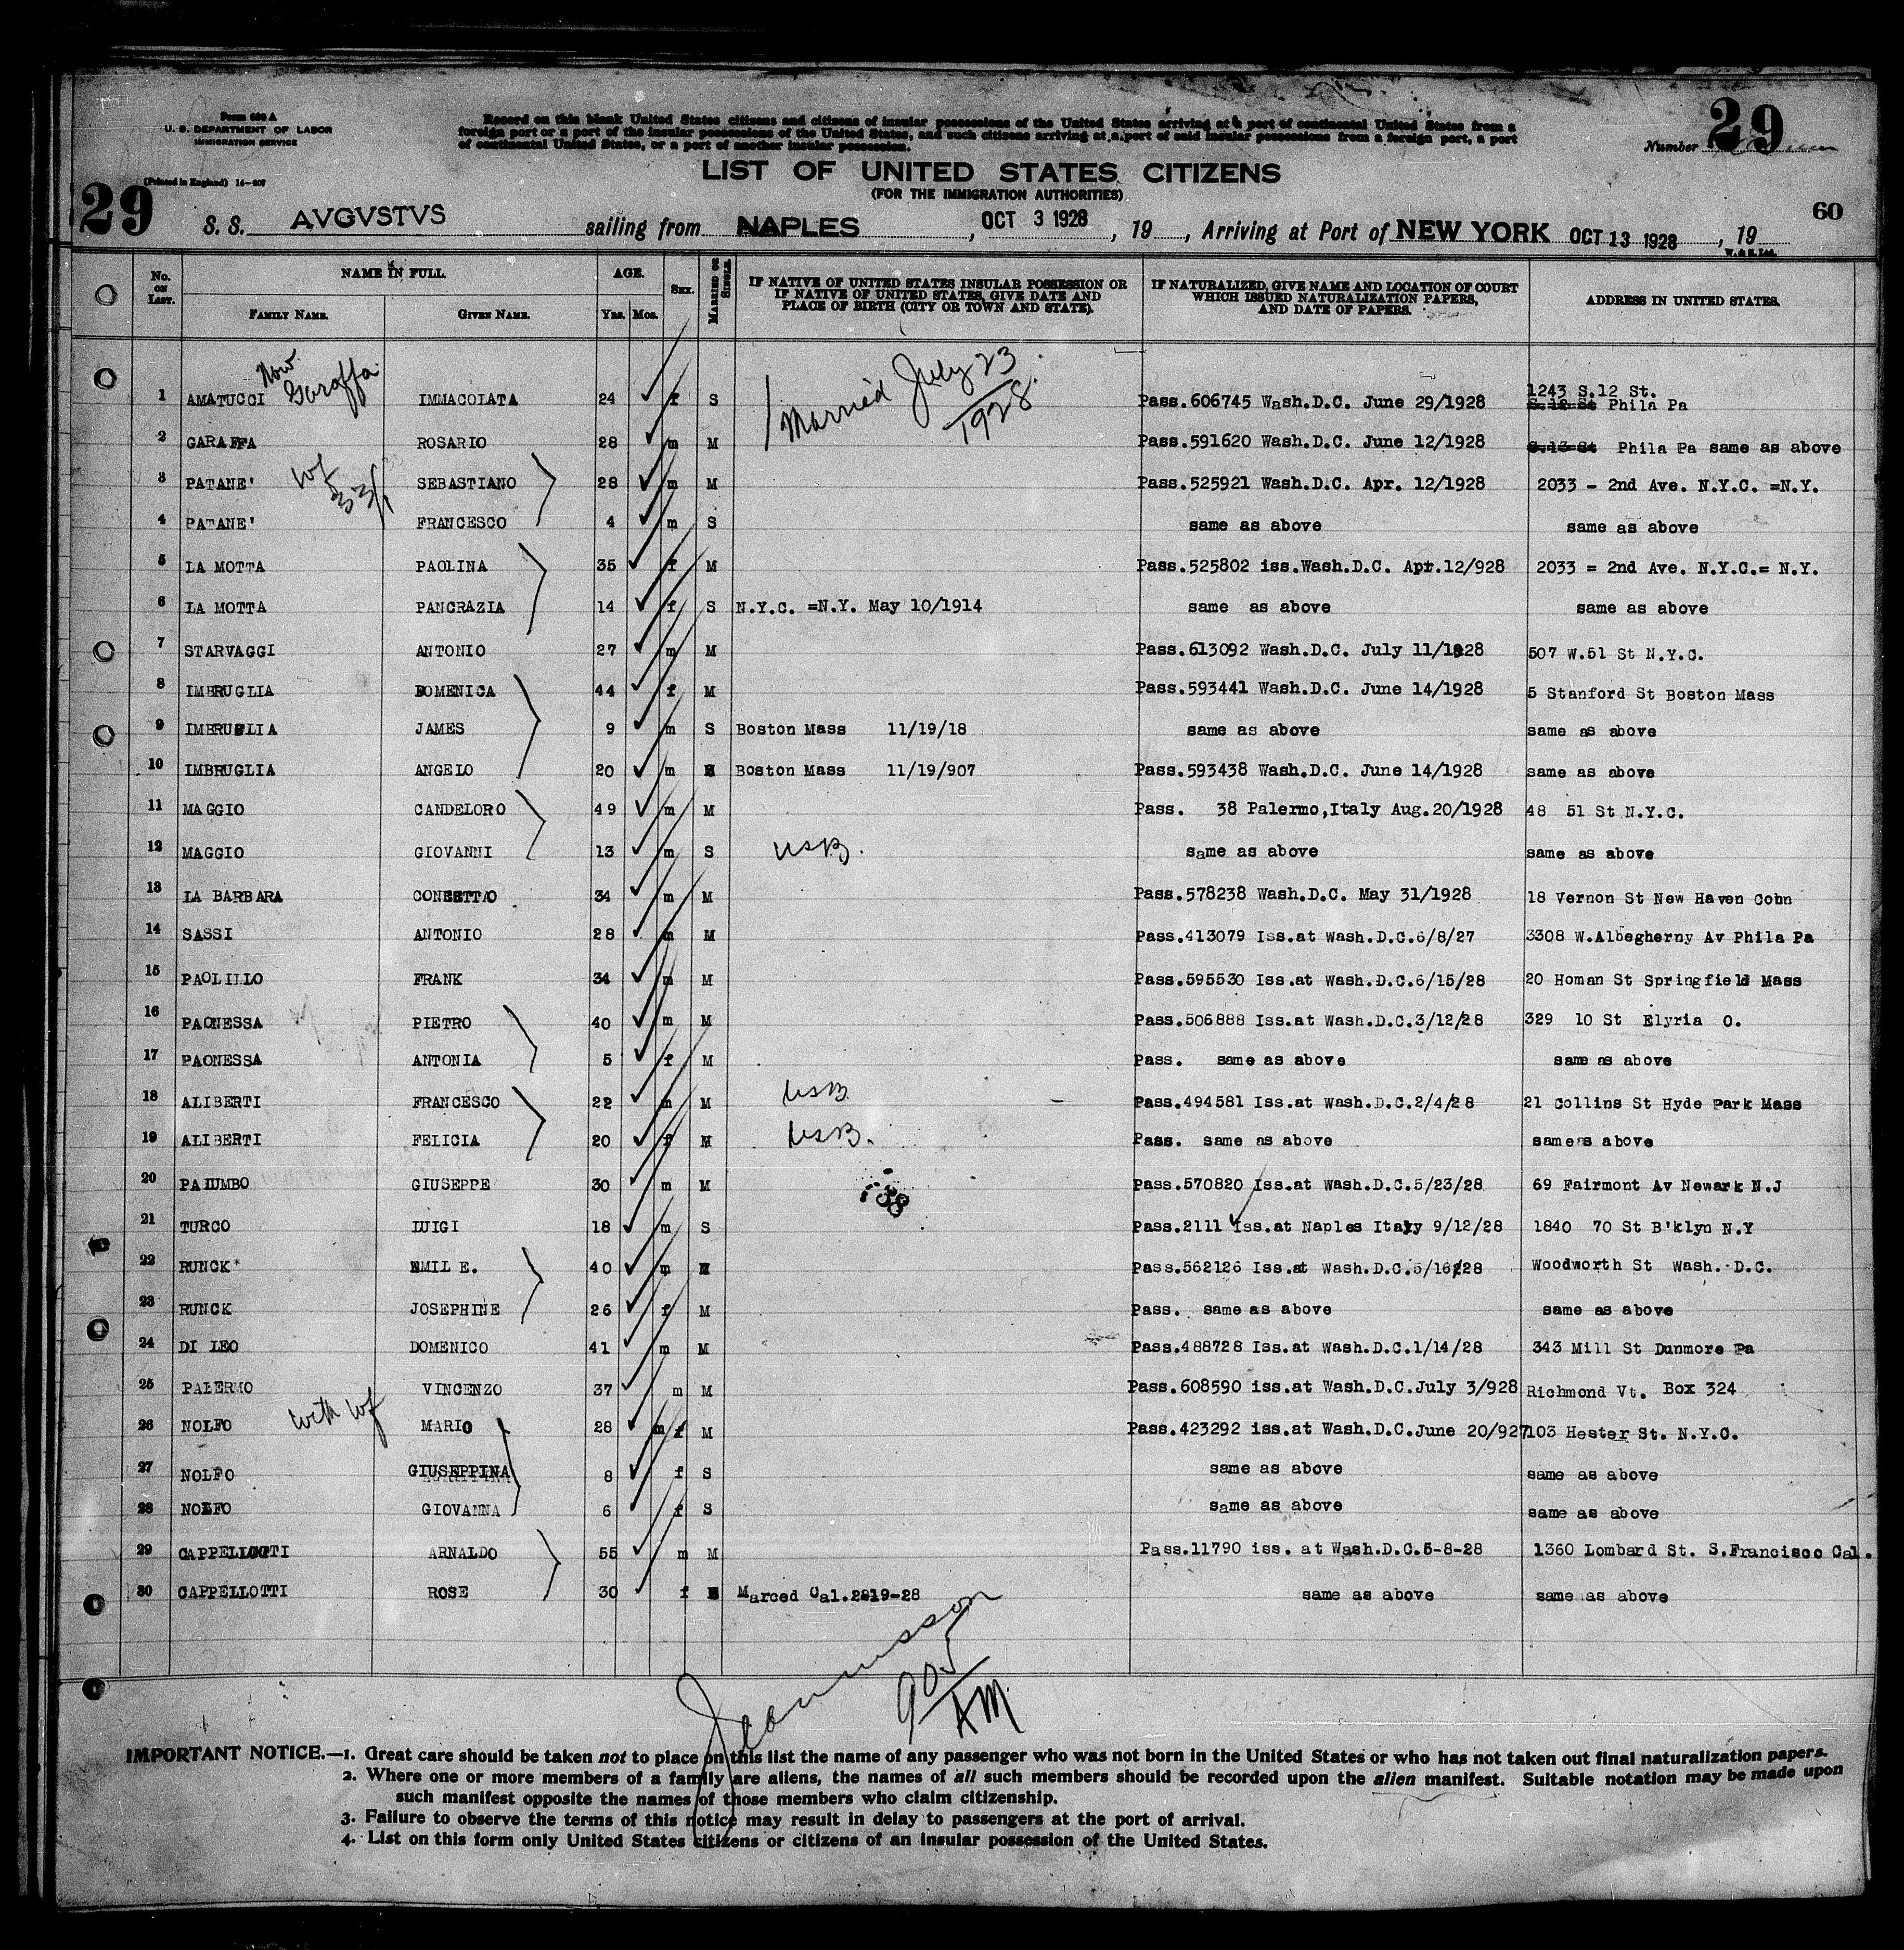 Form 630 A
U. S. DEPARTMENT OF LABOR
IMMIGRATION SERVICE
(Printed in England) 14-607
Record on this blank United States citizens and citizens of insular possessions of the United States arriving at a port of continental United States from a
foreign port or a port of the insular possessions of the United States, and such citizens arriving at a port of said insular possessions from a foreign port, a port
of continental United States, or a port of another insular possession.
29
Number
LIST OF UNITED STATES CITIZENS
(FOR THE IMMIGRATION AUTHORITIES)
60
29 S. S. AVGVSTVS sailing from NAPLES, OCT 3 1928, 19, Arriving at Port of NEW YORK OCT 13 1928, 19
W. & S. Ltd.
No. on List. NAME IN FULL. AGE. Sex. Married or Single. IF NATIVE OF UNITED STATES INSULAR POSSESSION OR IF NATIVE OF UNITED STATES, GIVE DATE AND PLACE OF BIRTH (CITY OR TOWN AND STATE). IF NATURALIZED, GIVE NAME AND LOCATION OF COURT WHICH ISSUED NATURALIZATION PAPERS, AND DATE OF PAPERS. ADDRESS IN UNITED STATES.
Family Name. Given Name. Yrs. Mos.
Now Garaffa
Married July 23 1928.
1243 S.12 St.
1 AMATUCCI IMMACOLATA 24 f S Pass.606745 Wash.D.C. June 29/1928 S.12 St Phila Pa
2 GARAFFA ROSARIO 28 m M Pass.591620 Wash.D.C. June 12/1928 S.13 St Phila Pa same as above
3 PATANE' Wf SEBASTIANO 28 m M Pass.525921 Wash.D.C. Apr. 12/1928 2033 - 2nd Ave. N.Y.C. =N.Y.
4 PATANE' FRANCESCO 4 m S same as above same as above
5 LA MOTTA PAOLINA 35 f M Pass.525802 iss.Wash.D.C. Apr.12/928 2033 = 2nd Ave. N.Y.C.= N.Y.
6 LA MOTTA PANCRAZIA 14 f S N.Y.C. =N.Y. May 10/1914 same as above same as above
7 STARVAGGI ANTONIO 27 m M Pass.613092 Wash.D.C. July 11/1928 507 W.51 St N.Y.C.
8 IMBRUGLIA DOMENICA 44 f M Pass.593441 Wash.D.C. June 14/1928 5 Stanford St Boston Mass
9 IMBRUGLIA JAMES 9 m S Boston Mass 11/19/18 same as above same as above
10 IMBRUGLIA ANGELO 20 m S Boston Mass 11/19/907 Pass.593438 Wash.D.C. June 14/1928 same as above
11 MAGGIO CANDELORO 49 m M Pass. 38 Palermo,Italy Aug.20/1928 48 51 St N.Y.C.
12 MAGGIO GIOVANNI 13 m S USB. same as above same as above
13 LA BARBARA CONCETTO 34 m M Pass.578238 Wash.D.C. May 31/1928 18 Vernon St New Haven Conn
14 SASSI ANTONIO 28 m M Pass.413079 Iss.at Wash.D.C.6/8/27 3308 W.Albegherny Av Phila Pa
15 PAOLILLO FRANK 34 m M Pass.595530 Iss.at Wash.D.C.6/15/28 20 Homan St Springfield Mass
16 PAONESSA PIETRO 40 m M Pass.506888 Iss.at Wash.D.C.3/12/28 329 10 St Elyria O.
17 PAONESSA ANTONIA 5 f M Pass. same as above same as above
18 ALIBERTI FRANCESCO 22 m M USB Pass.494581 Iss.at Wash.D.C.2/4/28 21 Collins St Hyde Park Mass
19 ALIBERTI FELICIA 20 f M USB. Pass. same as above same as above
20 PALUMBO GIUSEPPE 30 m M Pass.570820 Iss.at Wash.D.C.5/23/28 69 Fairmont Av Newark N.J
21 TURCO LUIGI 18 m S Pass.2111 Iss.at Naples Italy 9/12/28 1840 70 St B'klyn N.Y
22 RUNCK EMIL E. 40 m M Pass.562126 Iss.at Wash.D.C.5/16/28 Woodworth St Wash. D.C.
23 RUNCK JOSEPHINE 26 f M Pass. same as above same as above
24 DI LEO DOMENICO 41 m M Pass.488728 Iss.at Wash.D.C.1/14/28 343 Mill St Dunmore Pa
25 PALERMO VINCENZO 37 m M Pass.608590 iss.at Wash.D.C.July 3/928 Richmond Vt. Box 324
26 NOLFO with wf MARIO 28 m f M Pass.423292 iss.at Wash.D.C.June 20/927 103 Hester St. N.Y.C.
27 NOLFO GIUSEPPINA 8 f S same as above same as above
28 NOLFO GIOVANNA 6 f S same as above same as above
29 CAPPELLOTTI ARNALDO 55 m M Pass.11790 iss. at Wash.D.C.5-8-28 1360 Lombard St. S.Francisco Cal.
30 CAPPELLOTTI ROSE 30 f Marced Cal. same as above same as above
905 AM
IMPORTANT NOTICE.—1. Great care should be taken not to place on this list the name of any passenger who was not born in the United States or who has not taken out final naturalization papers.
2. Where one or more members of a family are aliens, the names of all such members should be recorded upon the alien manifest. Suitable notation may be made upon
such manifest opposite the names of those members who claim citizenship.
3. Failure to observe the terms of this notice may result in delay to passengers at the port of arrival.
4. List on this form only United States citizens or citizens of an insular possession of the United States.